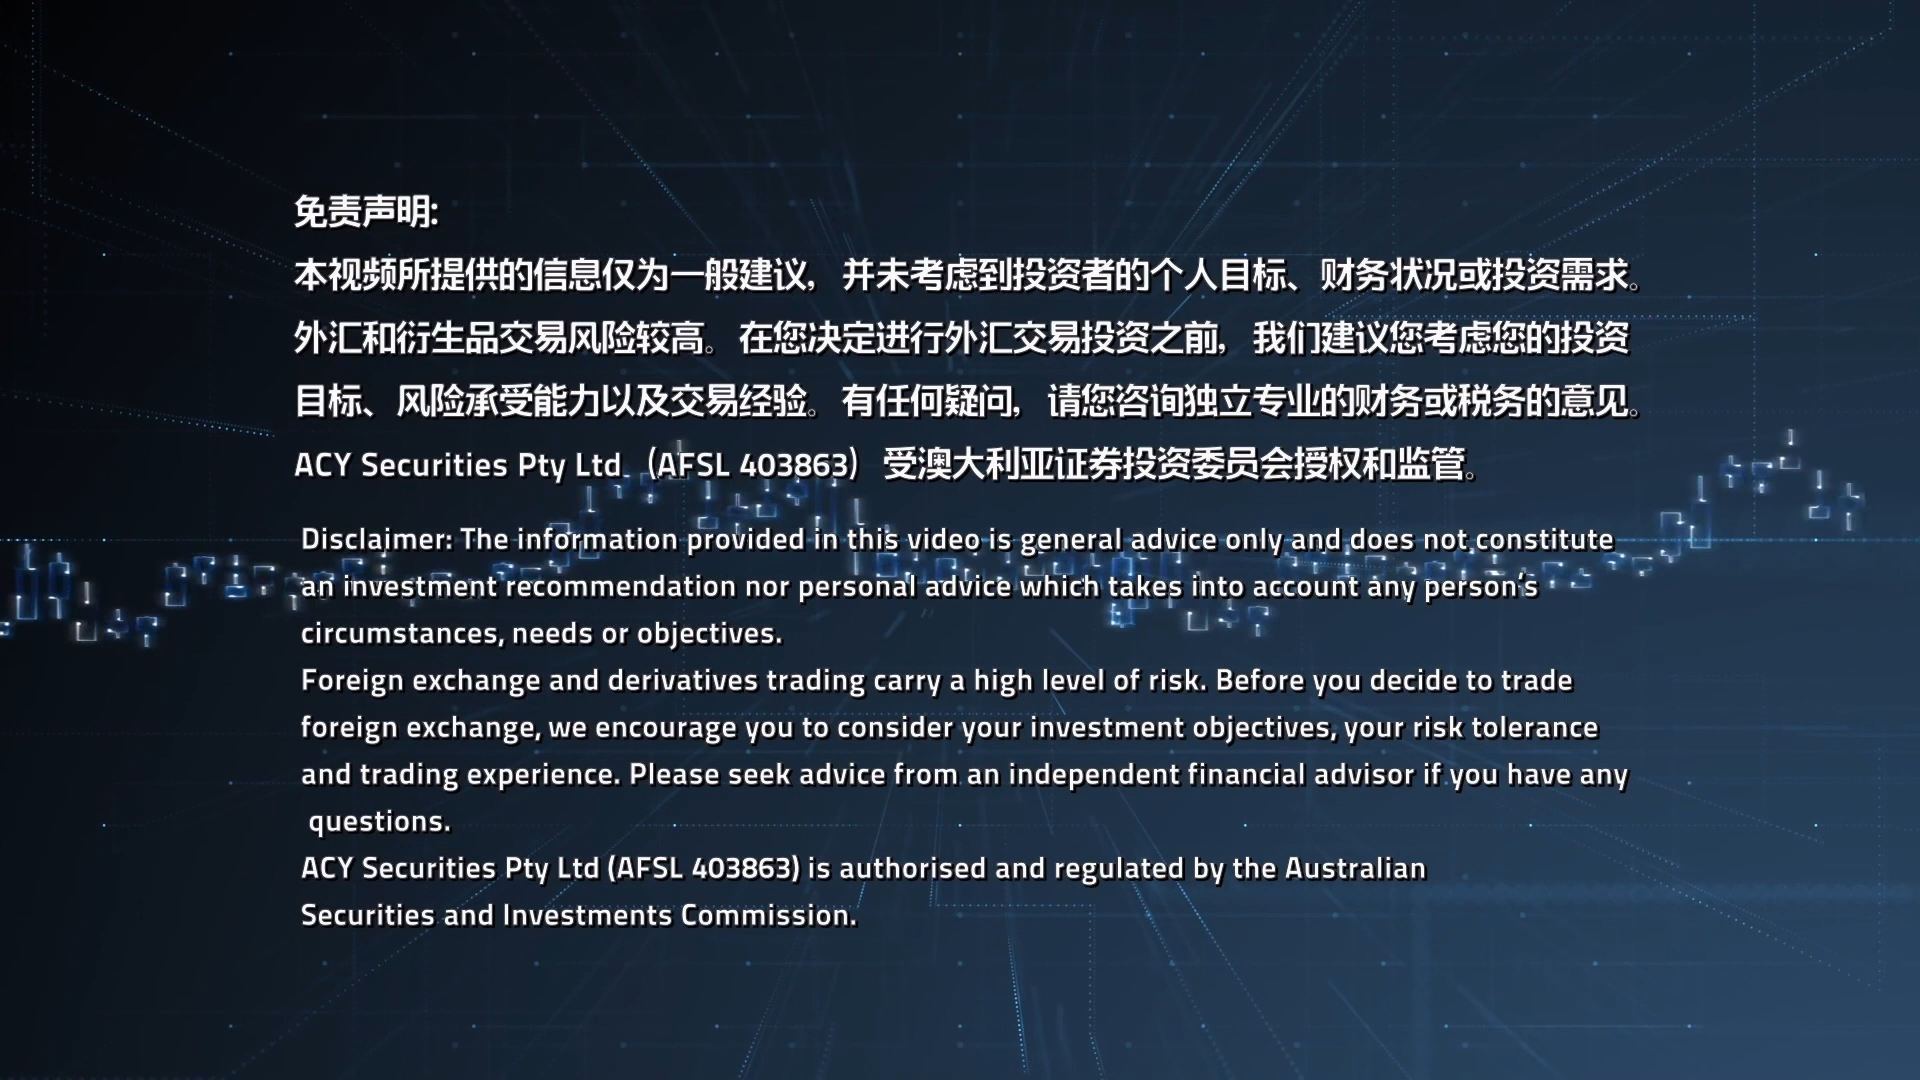 免责声明:
本视频所提供的信息仅为一般建议，并未考虑到投资者的个人目标、财务状况或投资需求。
外汇和衍生品交易风险较高。在您决定进行外汇交易投资之前，我们建议您考虑您的投资
目标、风险承受能力以及交易经验。有任何疑问，请您咨询独立专业的财务或税务的意见。
ACY Securities Pty Ltd（AFSL 403863） 受澳大利亚证券投资委员会授权和监管。
Disclaimer: The information provided in this video is general advice only and does not constitute
an investment recommendation nor personal advice which takes into account any person's
circumstances, needs or objectives.
Foreign exchange and derivatives trading carry a high level of risk. Before you decide to trade
foreign exchange, we encourage you to consider your investment objectives, your risk tolerance
and trading experience. Please seek advice from an independent financial advisor if you have any
questions.
ACY Securities Pty Ltd (AFSL 403863) is authorised and regulated by the Australian
Securities and Investments Commission.